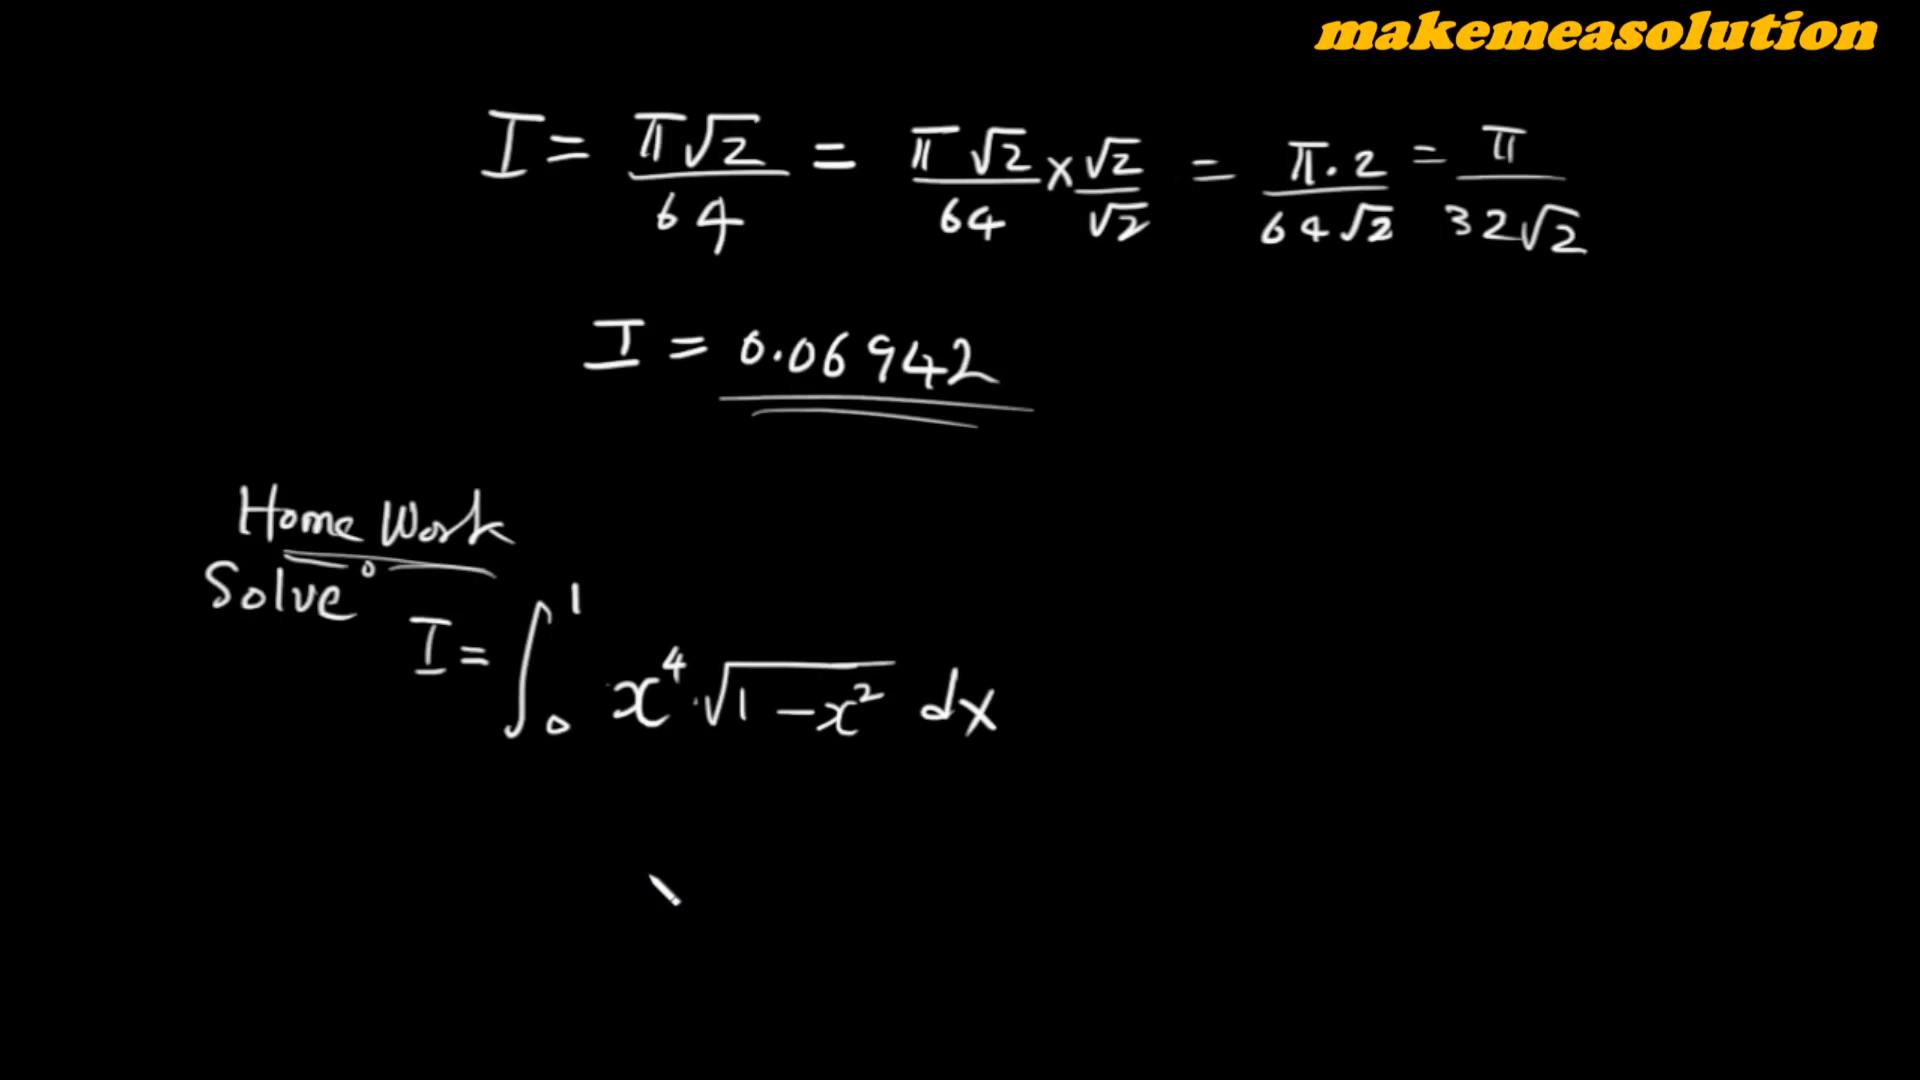 makemeasolution
I = π√2/64 = π√2/64 × √2/√2 = π.2/64√2 = π/32√2
I = 0.06942
Home Work
Solve°
I = ∫₀¹ x⁴.√1-x² dx